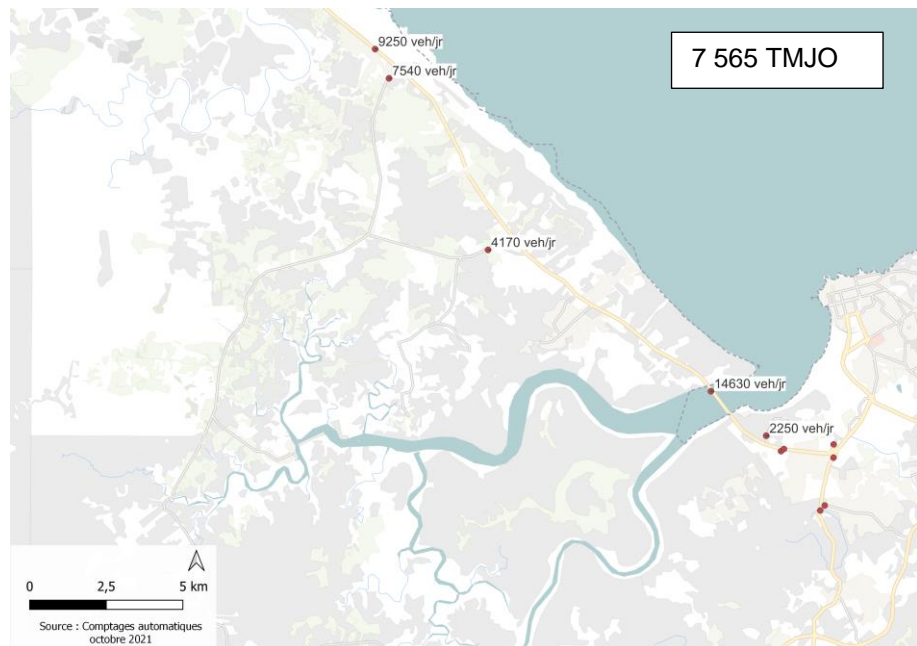 9250 veh/jr
7 565 TMJO
7540 veh/jr
4170 veh/jr
14630 veh/jr
2250 veh/jr
0 2,5 5 km
Source : Comptages automatiques
octobre 2021